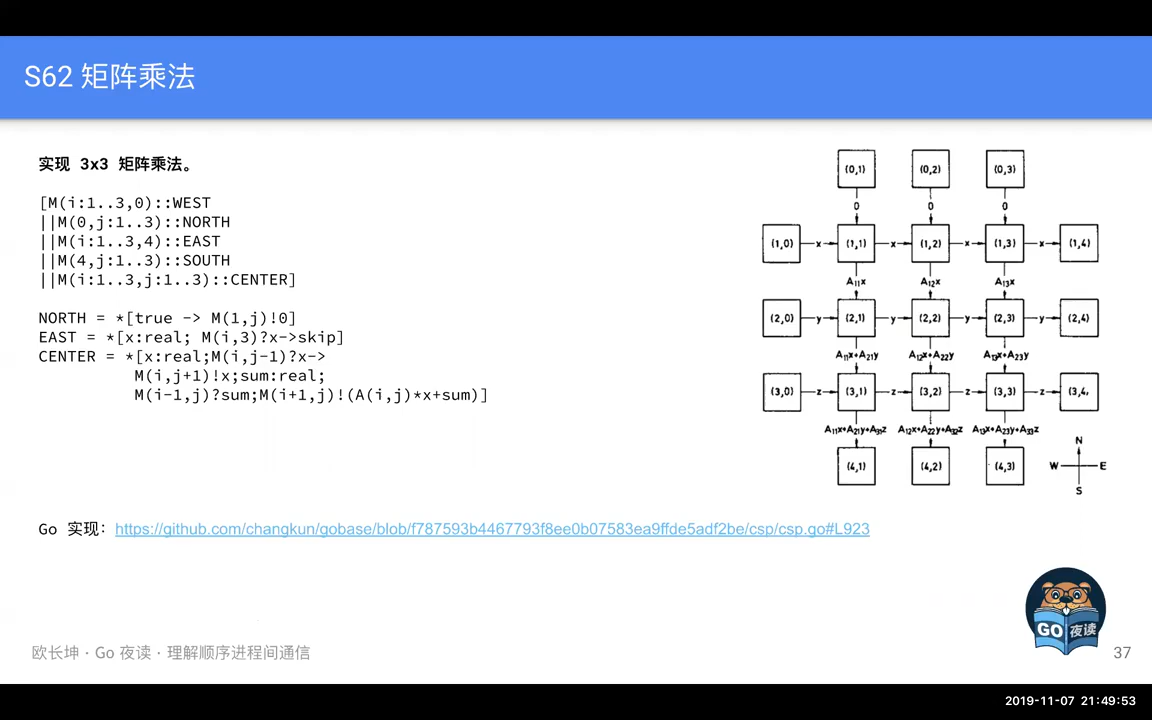 S62 矩阵乘法
实现 3x3 矩阵乘法。
[M(i:1..3,0)::WEST
||M(0,j:1..3)::NORTH
||M(i:1..3,4)::EAST
||M(4,j:1..3)::SOUTH
||M(i:1..3,j:1..3)::CENTER]
NORTH = *[true -> M(1,j)!0]
EAST = *[x:real; M(i,3)?x->skip]
CENTER = *[x:real;M(i,j-1)?x->
M(i,j+1)!x;sum:real;
M(i-1,j)?sum;M(i+1,j)!(A(i,j)*x+sum)]
(0,1) (0,2) (0,3)
0 0 0
(1,0) x (1,1) x (1,2) x (1,3) x (1,4)
A11x A12x A13x
(2,0) y (2,1) y (2,2) y (2,3) y (2,4)
A11x+A21y A12x+A22y A13x+A23y
(3,0) z (3,1) z (3,2) z (3,3) z (3,4,
A11x+A21y+A31z A12x+A22y+A32z A13x+A23y+A33z
(4,1) (4,2) (4,3)
N
W E
S
Go 实现：https://github.com/changkun/gobase/blob/f787593b4467793f8ee0b07583ea9ffde5adf2be/csp/csp.go#L923
GO 夜读
欧长坤 · Go 夜读 · 理解顺序进程间通信
37
2019-11-07 21:49:53